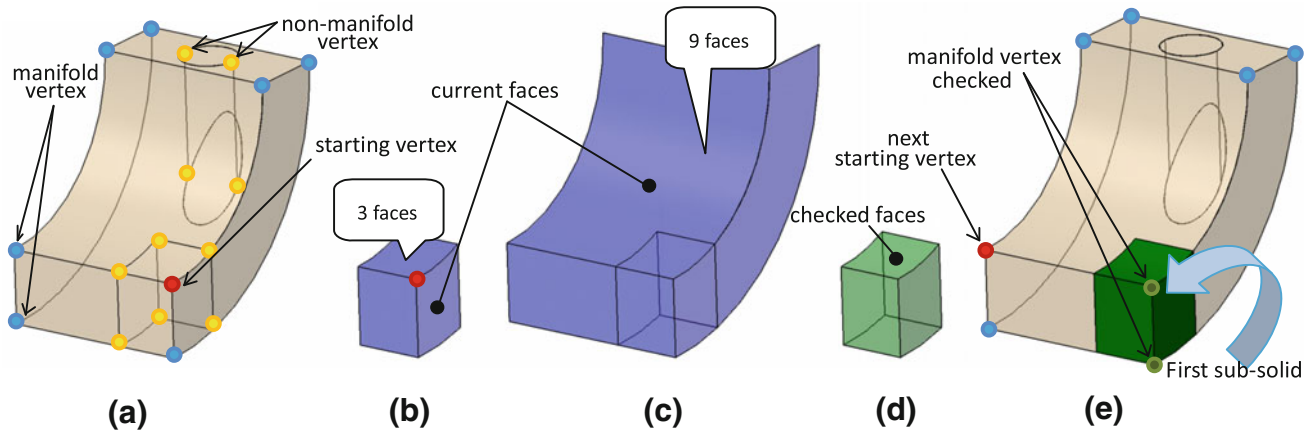 non-manifold
vertex
manifold
vertex
starting vertex
(a)
3 faces
(b)
current faces
9 faces
(c)
checked faces
(d)
manifold vertex
checked
next
starting vertex
First sub-solid
(e)